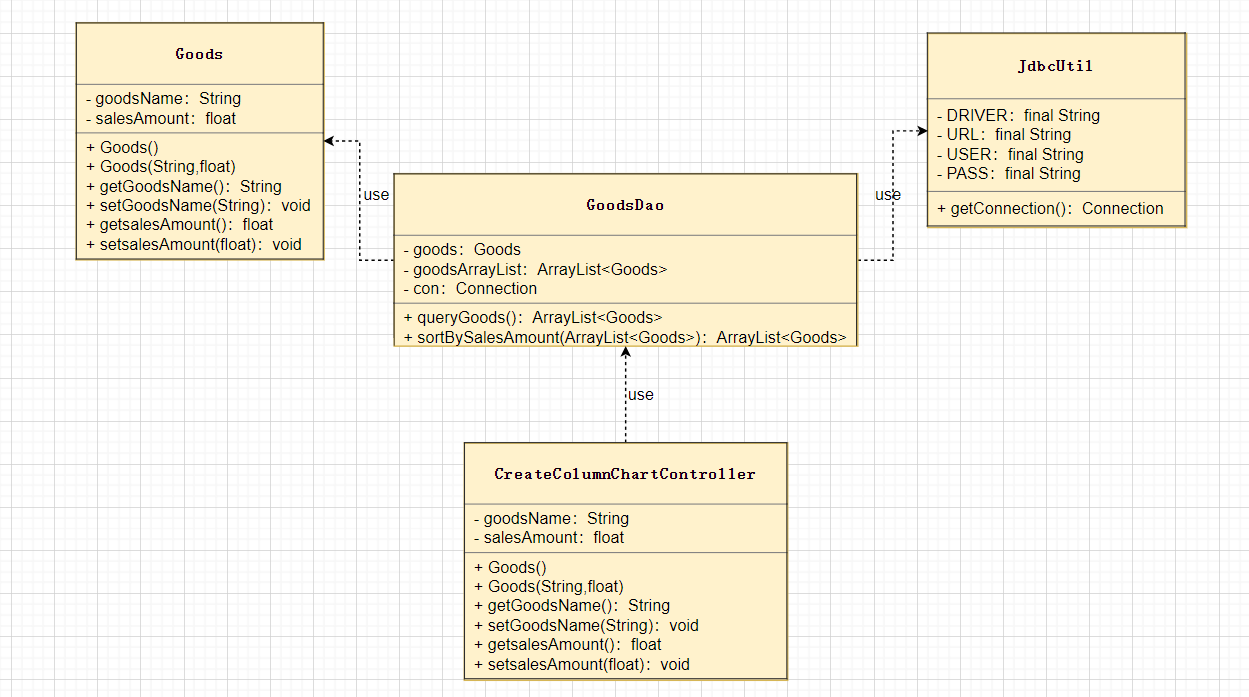 Goods
- goodsName：String
- salesAmount：float
+ Goods()
+ Goods(String,float)
+ getGoodsName()：String
+ setGoodsName(String)：void
+ getsalesAmount()：float
+ setsalesAmount(float)：void
use
GoodsDao
- goods：Goods
- goodsArrayList：ArrayList<Goods>
- con：Connection
+ queryGoods()：ArrayList<Goods>
+ sortBySalesAmount(ArrayList<Goods>)：ArrayList<Goods>
use
JdbcUtil
- DRIVER：final String
- URL：final String
- USER：final String
- PASS：final String
+ getConnection()：Connection
use
CreateColumnChartController
- goodsName：String
- salesAmount：float
+ Goods()
+ Goods(String,float)
+ getGoodsName()：String
+ setGoodsName(String)：void
+ getsalesAmount()：float
+ setsalesAmount(float)：void